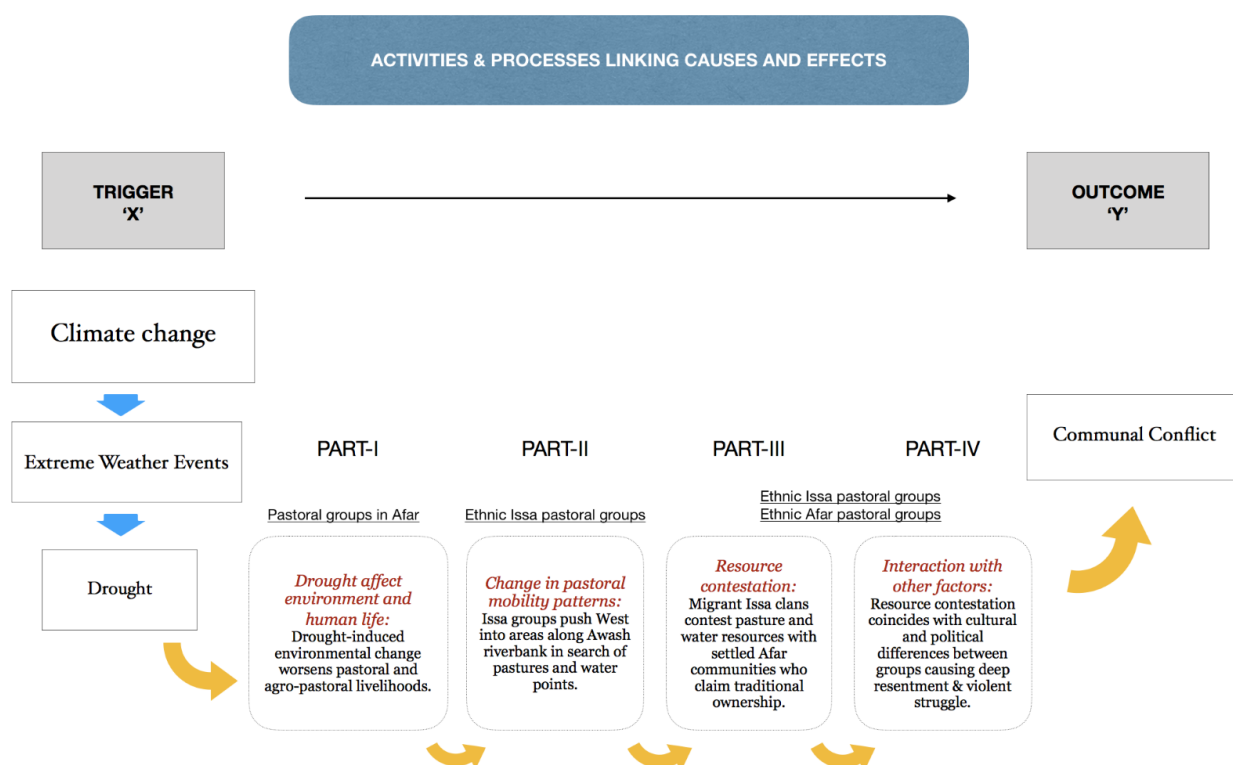 ACTIVITIES & PROCESSES LINKING CAUSES AND EFFECTS
TRIGGER
‘X’
OUTCOME
‘Y’
Climate change
Extreme Weather Events
Drought
PART-I
Pastoral groups in Afar
Drought affect
environment and
human life:
Drought-induced
environmental change
worsens pastoral and
agro-pastoral livelihoods.
PART-II
Ethnic Issa pastoral groups
Change in pastoral
mobility patterns:
Issa groups push West
into areas along Awash
riverbank in search of
pastures and water
points.
PART-III
PART-IV
Ethnic Issa pastoral groups
Ethnic Afar pastoral groups
Resource
contestation:
Migrant Issa clans
contest pasture and
water resources with
settled Afar
communities who
claim traditional
ownership.
Interaction with
other factors:
Resource contestation
coincides with cultural
and political
differences between
groups causing deep
resentment & violent
struggle.
Communal Conflict